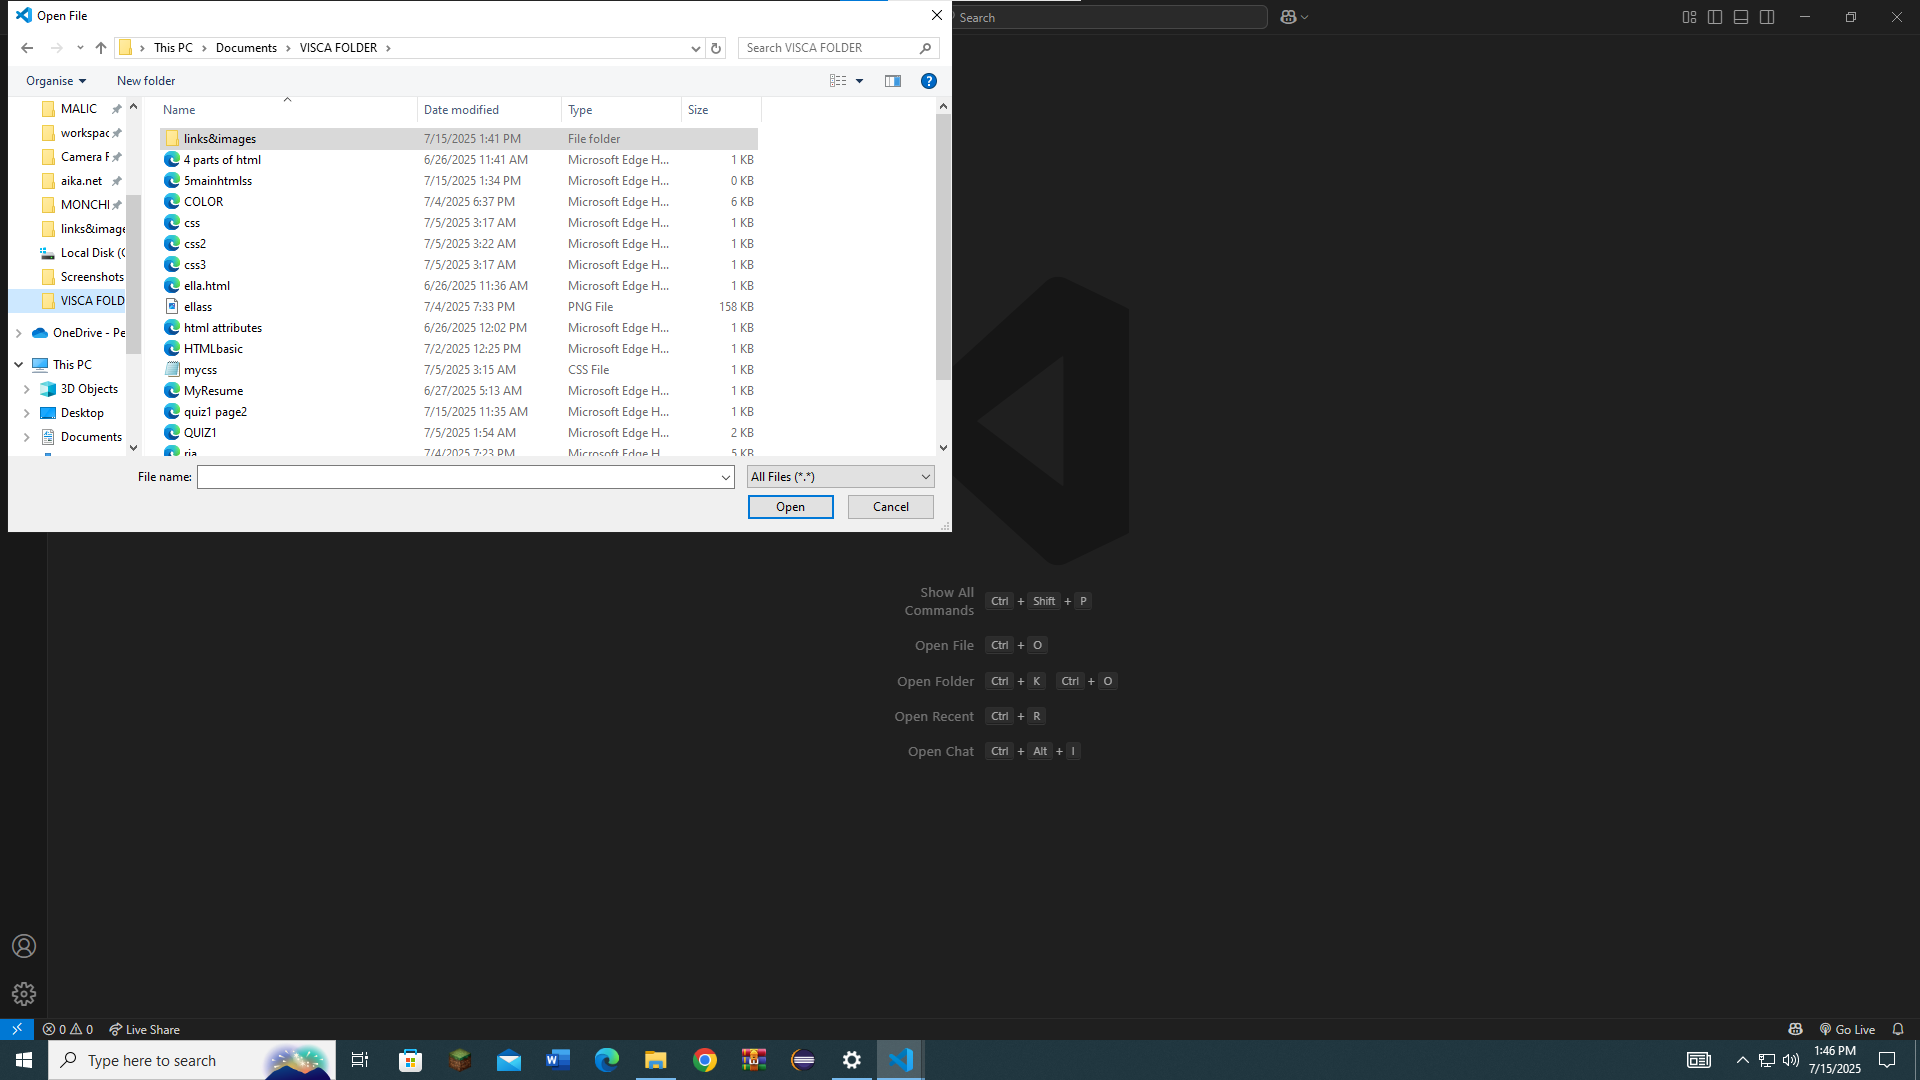 Open File
Search
This PC > Documents > VISCA FOLDER >
Search VISCA FOLDER
Organise
New folder
MALIC
workspac
Camera F
aika.net
MONCHI
links&image
Local Disk (
Screenshots
VISCA FOLD
OneDrive - Pe
This PC
3D Objects
Desktop
Documents
Name Date modified Type Size
links&images 7/15/2025 1:41 PM File folder
4 parts of html 6/26/2025 11:41 AM Microsoft Edge H... 1 KB
5mainhtmlss 7/15/2025 1:34 PM Microsoft Edge H... 0 KB
COLOR 7/4/2025 6:37 PM Microsoft Edge H... 6 KB
css 7/5/2025 3:17 AM Microsoft Edge H... 1 KB
css2 7/5/2025 3:22 AM Microsoft Edge H... 1 KB
css3 7/5/2025 3:17 AM Microsoft Edge H... 1 KB
ella.html 6/26/2025 11:36 AM Microsoft Edge H... 1 KB
ellass 7/4/2025 7:33 PM PNG File 158 KB
html attributes 6/26/2025 12:02 PM Microsoft Edge H... 1 KB
HTMLbasic 7/2/2025 12:25 PM Microsoft Edge H... 1 KB
mycss 7/5/2025 3:15 AM CSS File 1 KB
MyResume 6/27/2025 5:13 AM Microsoft Edge H... 1 KB
quiz1 page2 7/15/2025 11:35 AM Microsoft Edge H... 1 KB
QUIZ1 7/5/2025 1:54 AM Microsoft Edge H... 2 KB
ria 7/4/2025 7:23 PM Microsoft Edge H... 5 KB
File name:
All Files (*.*)
Open
Cancel
Show All Commands Ctrl + Shift + P
Open File Ctrl + O
Open Folder Ctrl + K Ctrl + O
Open Recent Ctrl + R
Open Chat Ctrl + Alt + I
0 0 Live Share
Go Live
Type here to search
1:46 PM
7/15/2025